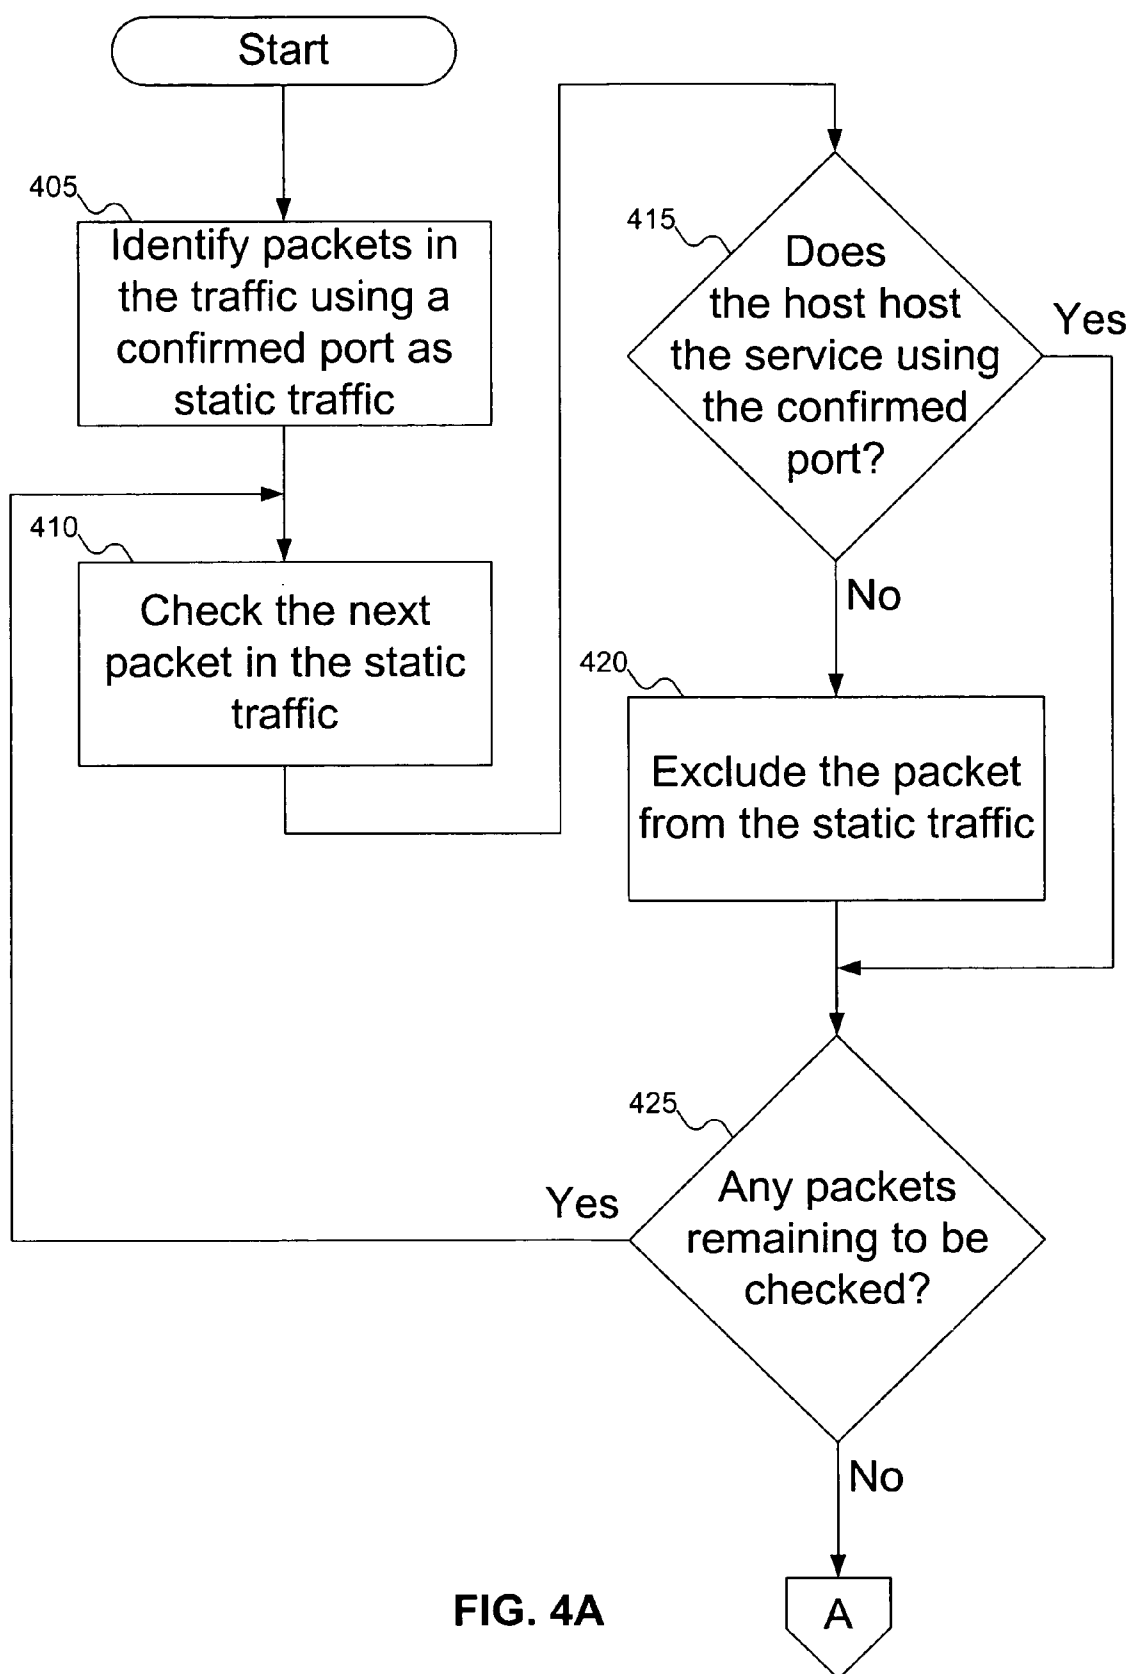 Start
405
Identify packets in
the traffic using a
confirmed port as
static traffic
410
Check the next
packet in the static
traffic
415
Does
the host host
the service using
the confirmed
port?
Yes
No
420
Exclude the packet
from the static traffic
425
Any packets
remaining to be
checked?
Yes
No
A
FIG. 4A